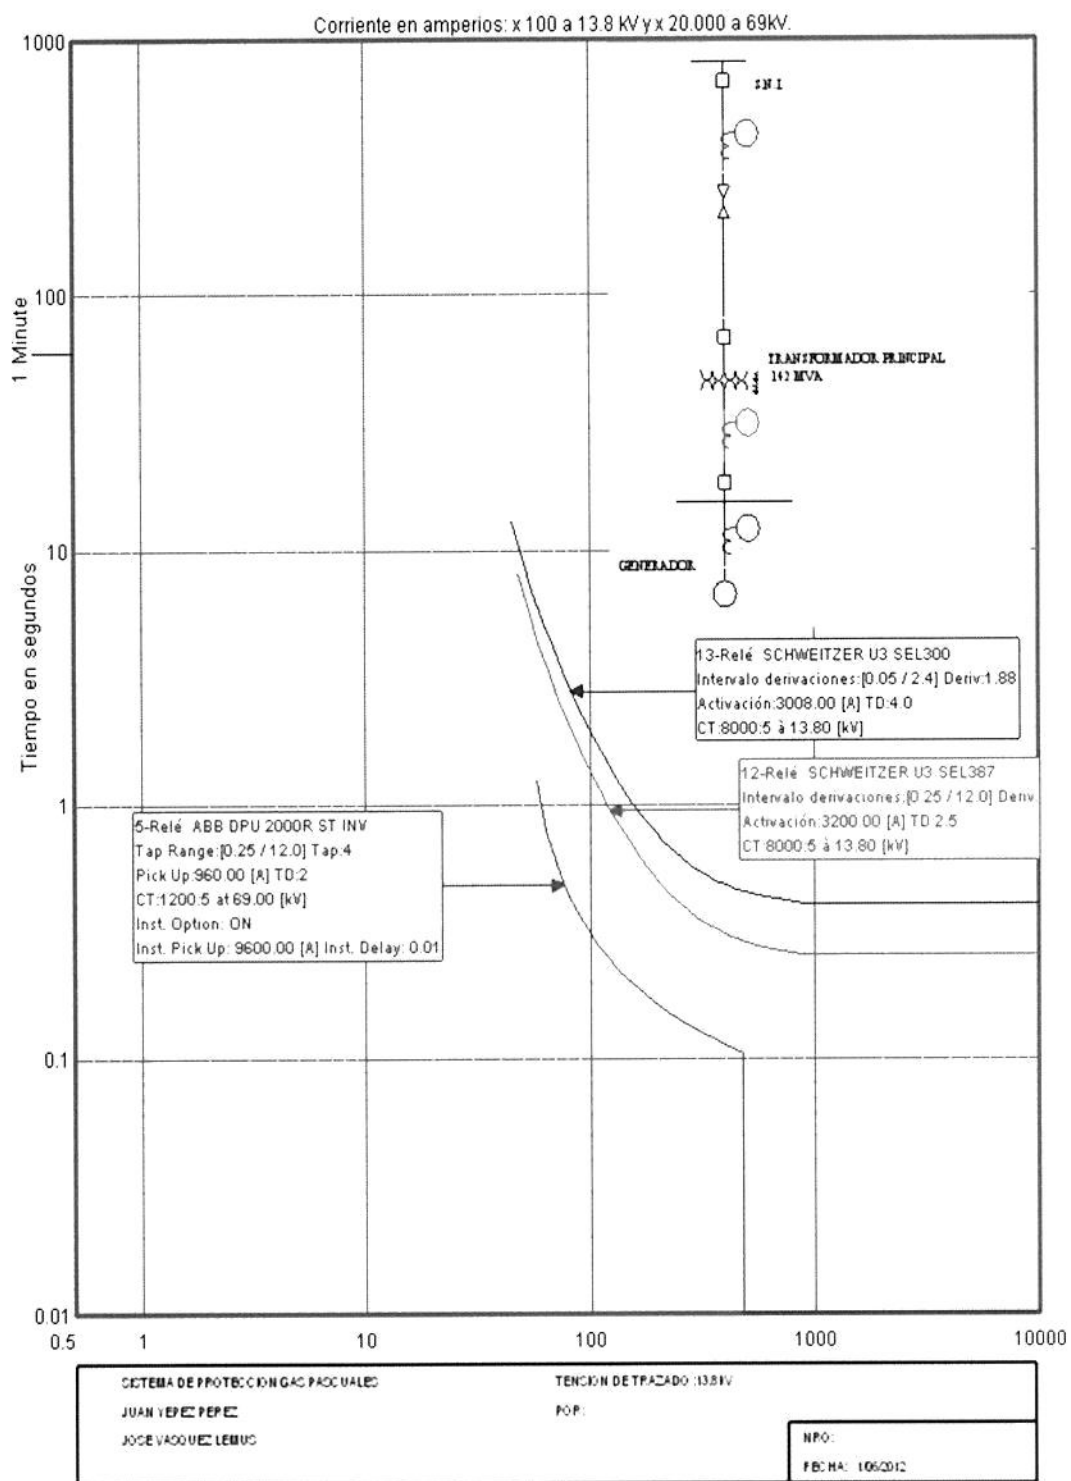 Corriente en amperios: x 100 a 13.8 kV y x 20.000 a 69kV.
1000
100
10
1
0.1
0.01
1 Minute
Tiempo en segundos
S.N.I
TRANSFORMADOR PRINCIPAL
142 MVA
GENERADOR
13-Relé SCHWEITZER U3 SEL300
Intervalo derivaciones:[0.05 / 2.4] Deriv:1.88
Activación:3008.00 [A] TD:4.0
CT:8000:5 à 13.80 [kV]
12-Relé SCHWEITZER U3 SEL387
Intervalo derivaciones:[0.25 / 12.0] Deriv
Activación:3200.00 [A] TD 2.5
CT:8000:5 à 13.80 [kV]
5-Relé ABB DPU 2000R ST INV
Tap Range:[0.25 / 12.0] Tap:4
Pick Up:960.00 [A] TD:2
CT:1200:5 at 69.00 [kV]
Inst. Option: ON
Inst. Pick Up: 9600.00 [A] Inst. Delay: 0.01
0.5 1 10 100 1000 10000
SISTEMA DE PROTECCION GAS PASCUALES
JUAN YEPEZ PEREZ
JOSE VASQUEZ LEMUS
TENSION DE TRAZADO :13.8 kV
POR:
NRO:
FECHA: 1/06/2012